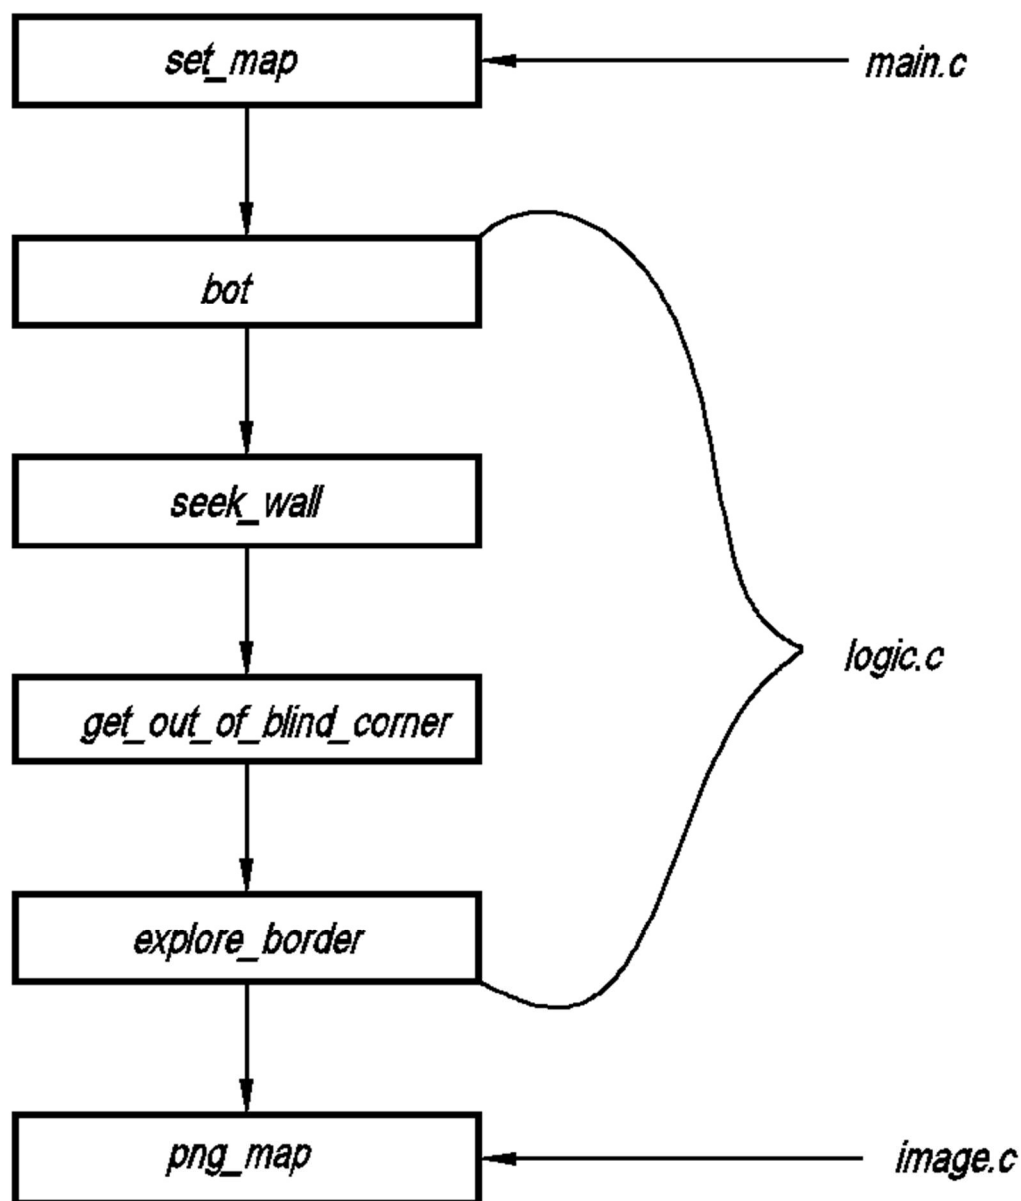 set_map
main.c
bot
seek_wall
logic.c
get_out_of_blind_corner
explore_border
png_map
image.c